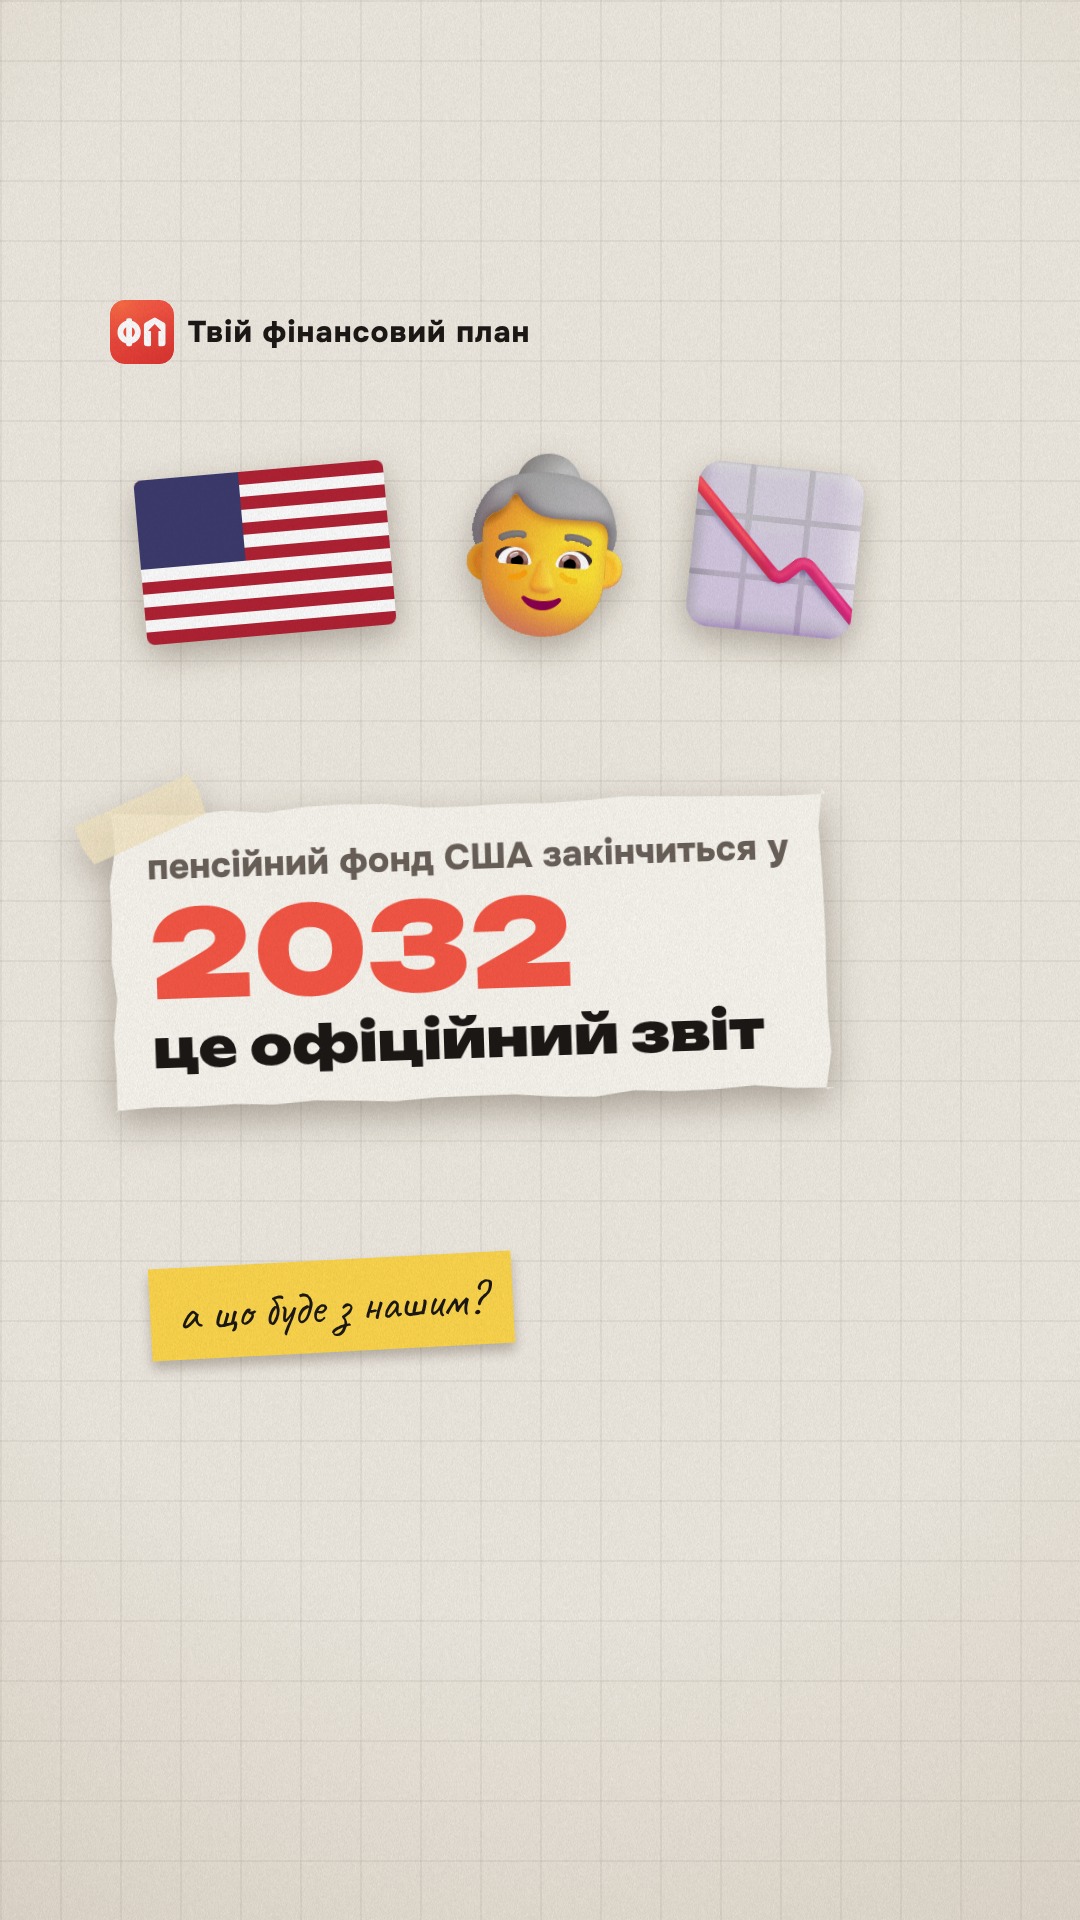 ФП Твій фінансовий план
пенсійний фонд США закінчиться у
2032
це офіційний звіт
а що буде з нашим?